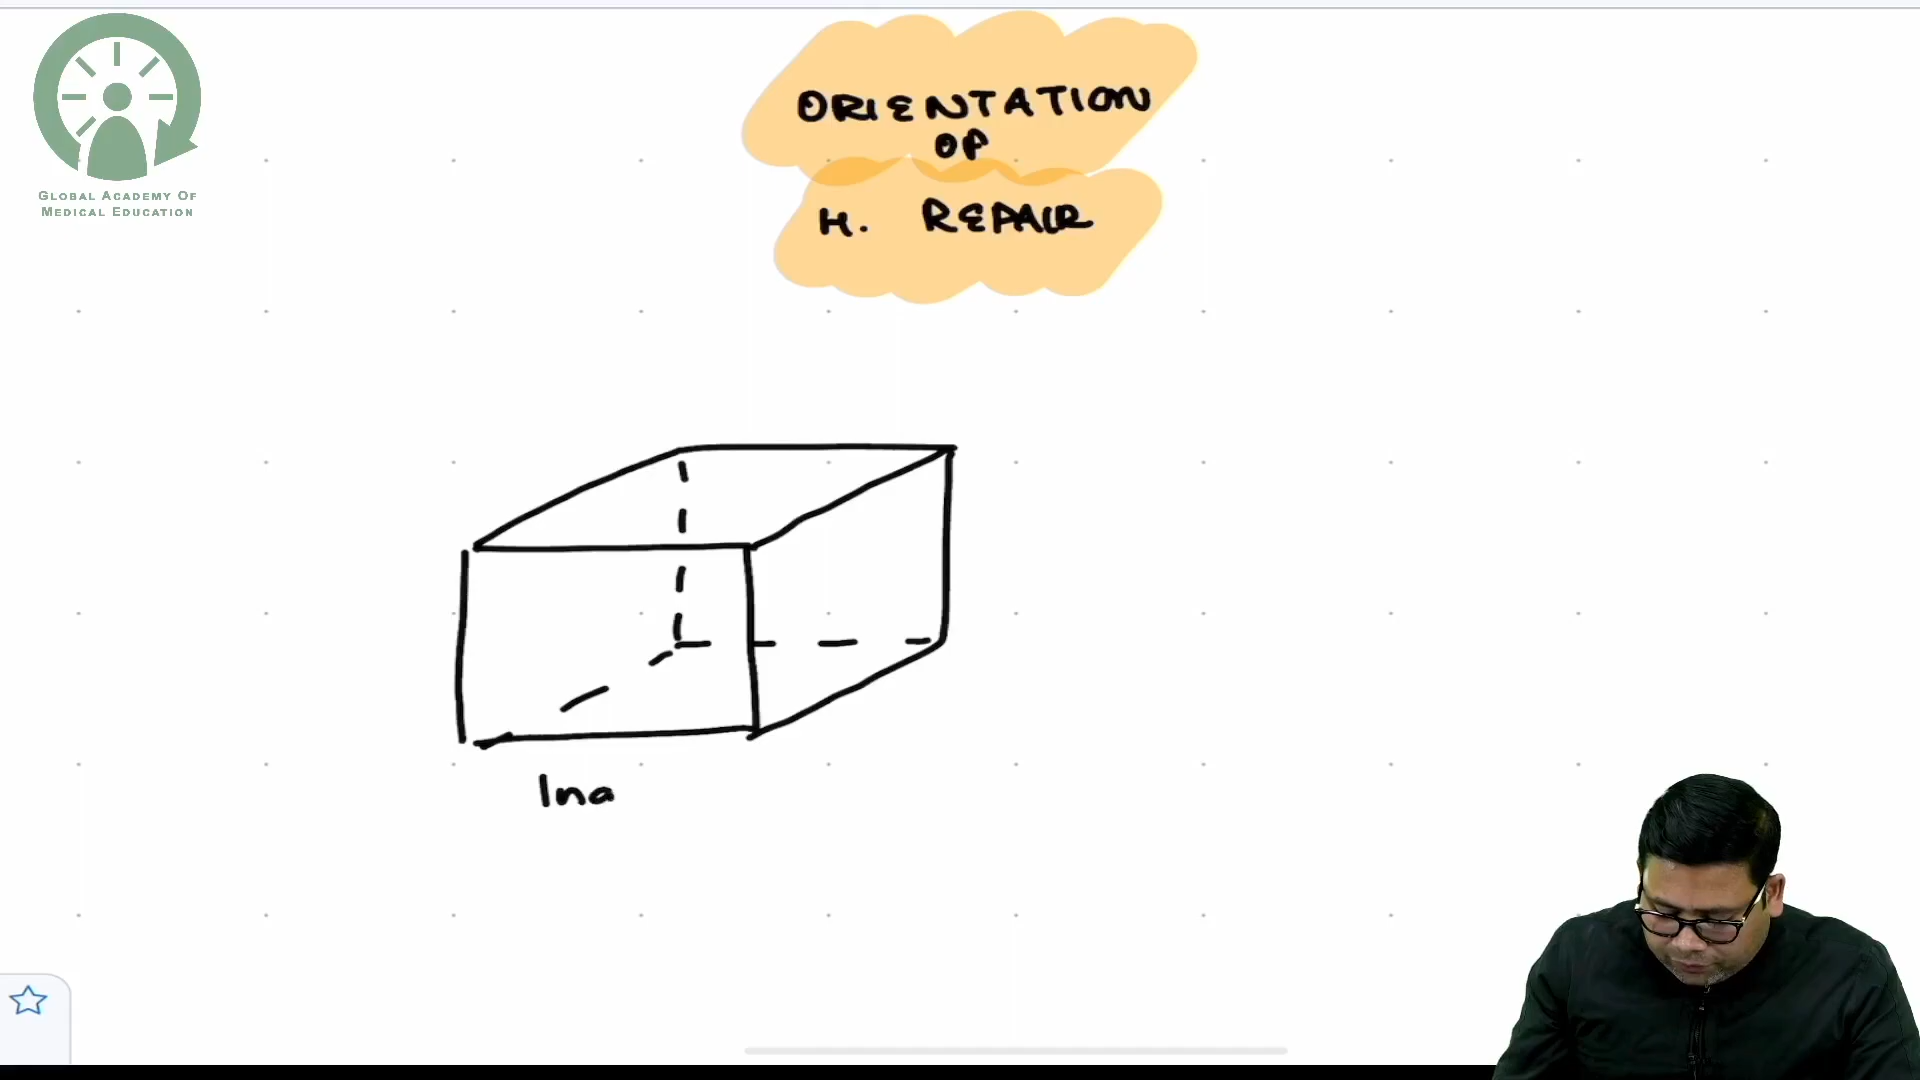 GLOBAL ACADEMY OF
MEDICAL EDUCATION
ORIENTATION
OF
H. REPAIR
Ina